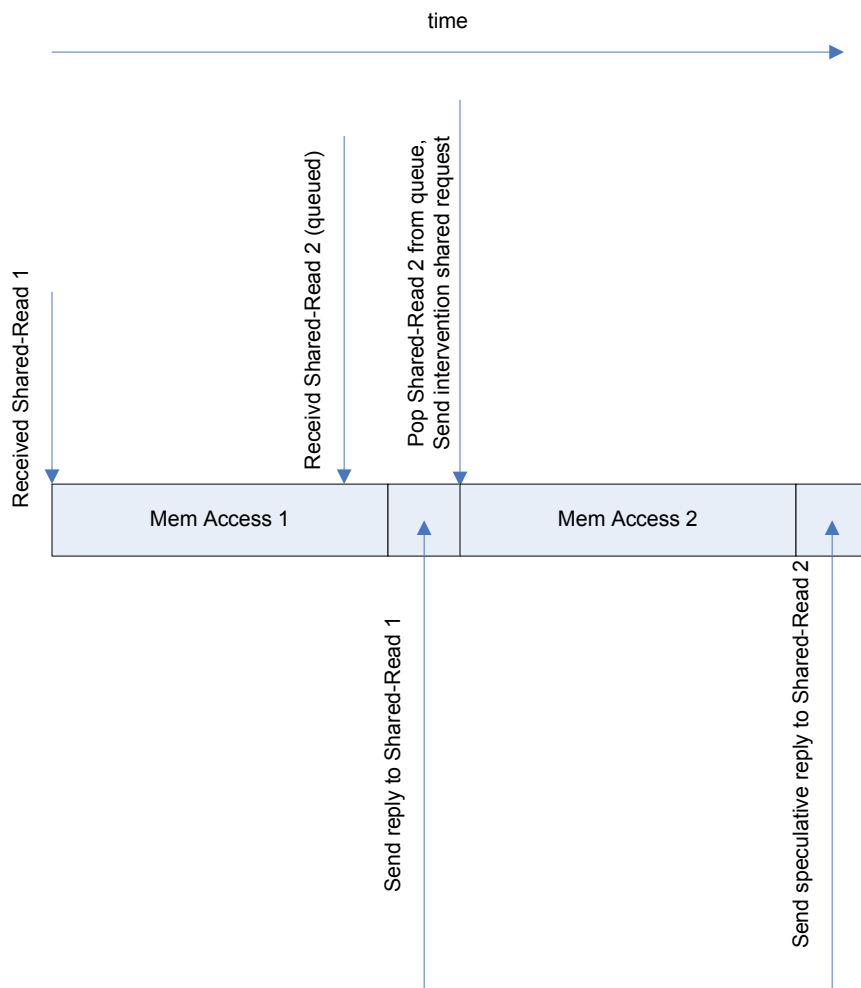 time
Received Shared-Read 1
Receivd Shared-Read 2 (queued)
Pop Shared-Read 2 from queue,
Send intervention shared request
Mem Access 1
Mem Access 2
Send reply to Shared-Read 1
Send speculative reply to Shared-Read 2